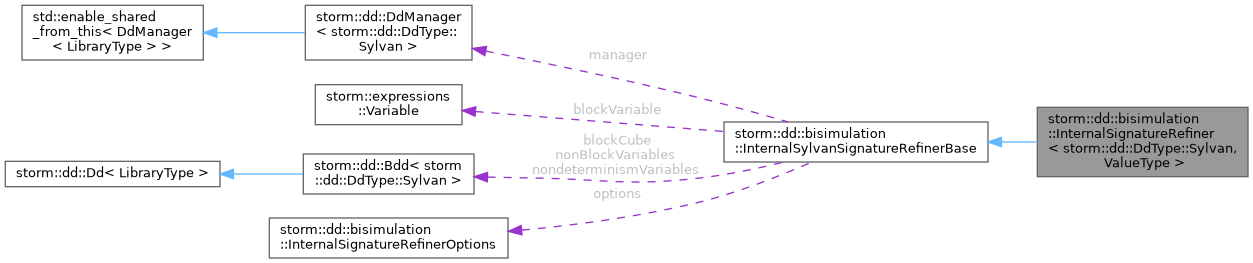 std::enable_shared
_from_this< DdManager
< LibraryType > >
storm::dd::DdManager
< storm::dd::DdType::
Sylvan >
manager
storm::expressions
::Variable
blockVariable
storm::dd::bisimulation
::InternalSignatureRefiner
< storm::dd::DdType::Sylvan,
ValueType >
storm::dd::bisimulation
::InternalSylvanSignatureRefinerBase
blockCube
nonBlockVariables
nondeterminismVariables
storm::dd::Dd< LibraryType >
storm::dd::Bdd< storm
::dd::DdType::Sylvan >
options
storm::dd::bisimulation
::InternalSignatureRefinerOptions